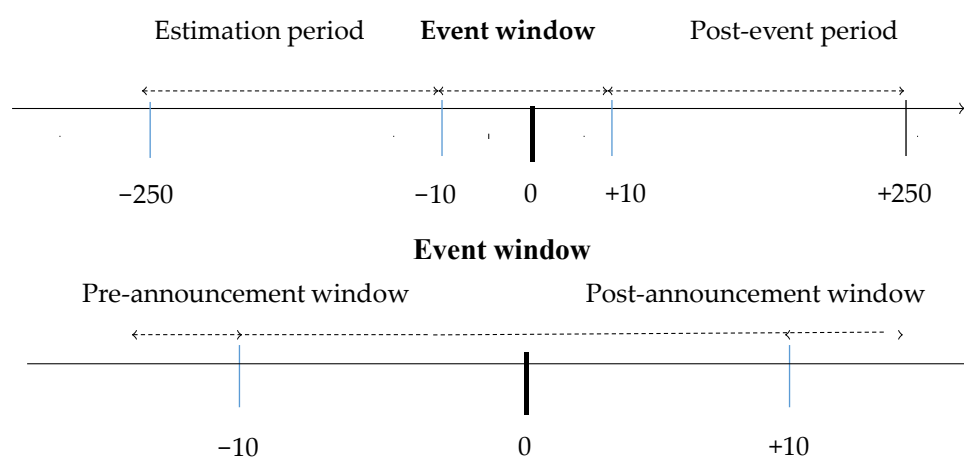 Estimation period Event window Post-event period
−250 −10 0 +10 +250
Event window
Pre-announcement window Post-announcement window
−10 0 +10